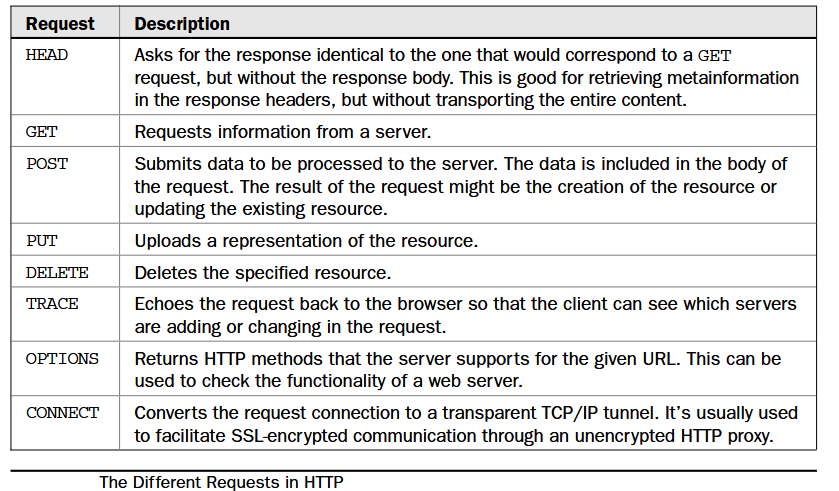 Request Description
HEAD Asks for the response identical to the one that would correspond to a GET
request, but without the response body. This is good for retrieving metainformation
in the response headers, but without transporting the entire content.
GET Requests information from a server.
POST Submits data to be processed to the server. The data is included in the body of
the request. The result of the request might be the creation of the resource or
updating the existing resource.
PUT Uploads a representation of the resource.
DELETE Deletes the specified resource.
TRACE Echoes the request back to the browser so that the client can see which servers
are adding or changing in the request.
OPTIONS Returns HTTP methods that the server supports for the given URL. This can be
used to check the functionality of a web server.
CONNECT Converts the request connection to a transparent TCP/IP tunnel. It's usually used
to facilitate SSL-encrypted communication through an unencrypted HTTP proxy.
The Different Requests in HTTP